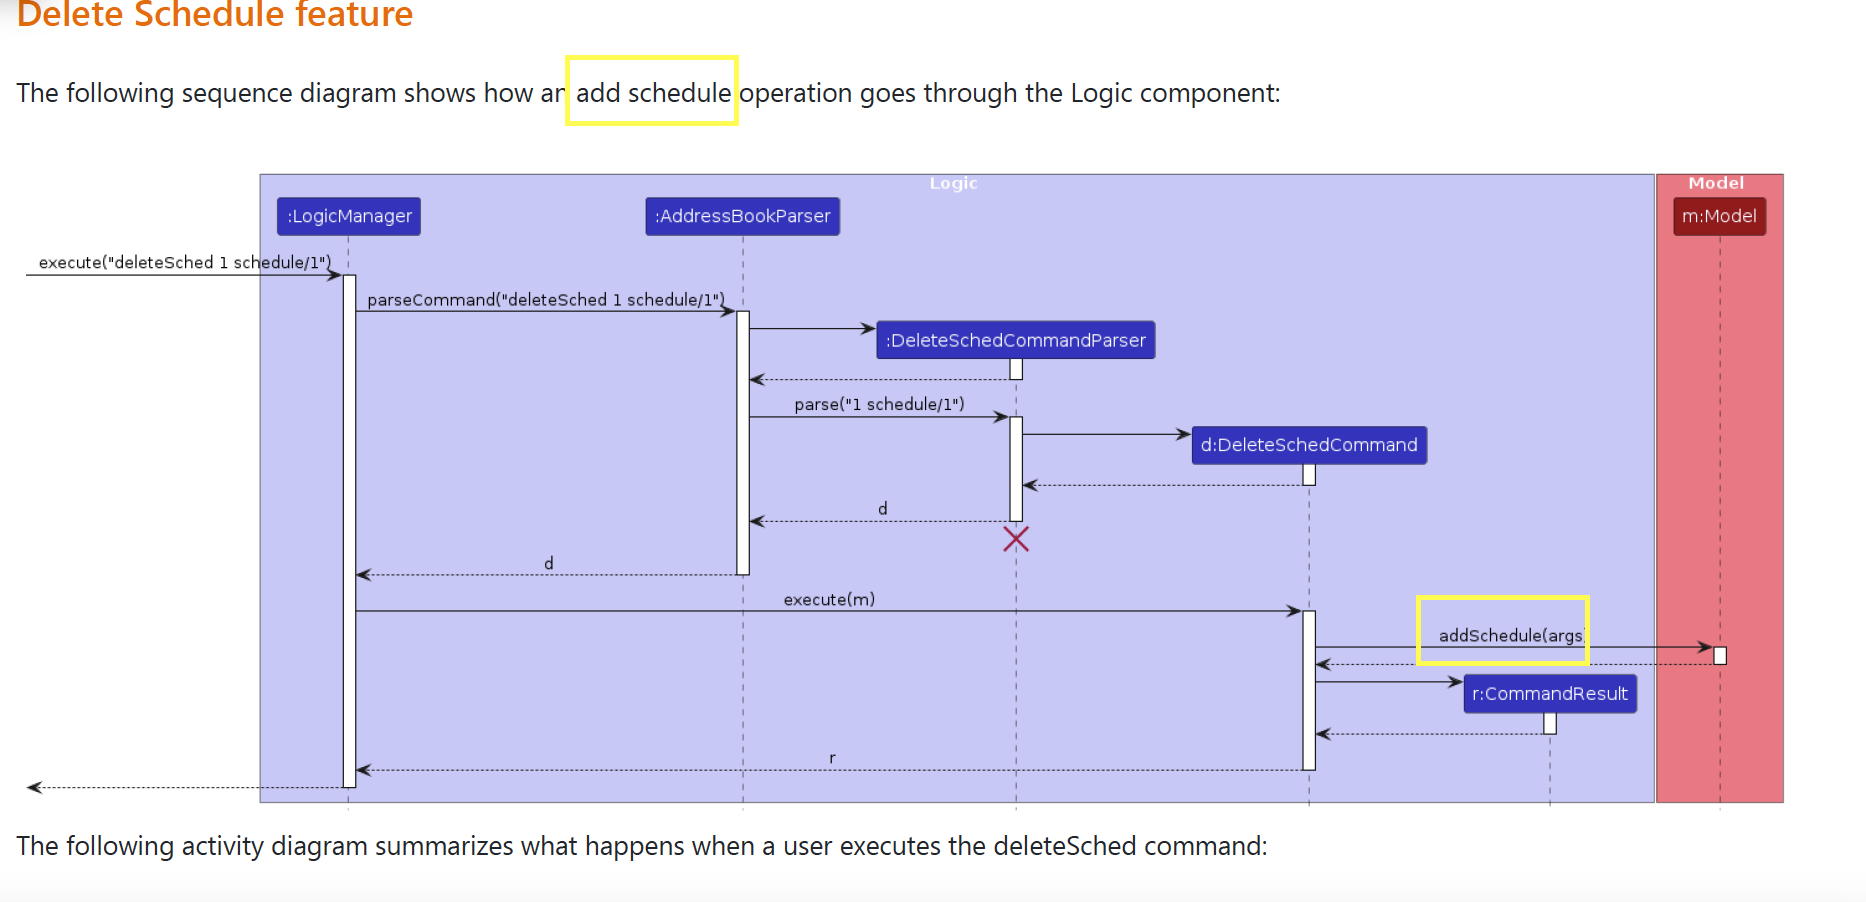 Delete Schedule feature
The following sequence diagram shows how an add schedule operation goes through the Logic component:
Logic
Model
:LogicManager
:AddressBookParser
m:Model
execute("deleteSched 1 schedule/1")
parseCommand("deleteSched 1 schedule/1")
:DeleteSchedCommandParser
parse("1 schedule/1")
d:DeleteSchedCommand
d
d
execute(m)
addSchedule(args)
r:CommandResult
r
The following activity diagram summarizes what happens when a user executes the deleteSched command: